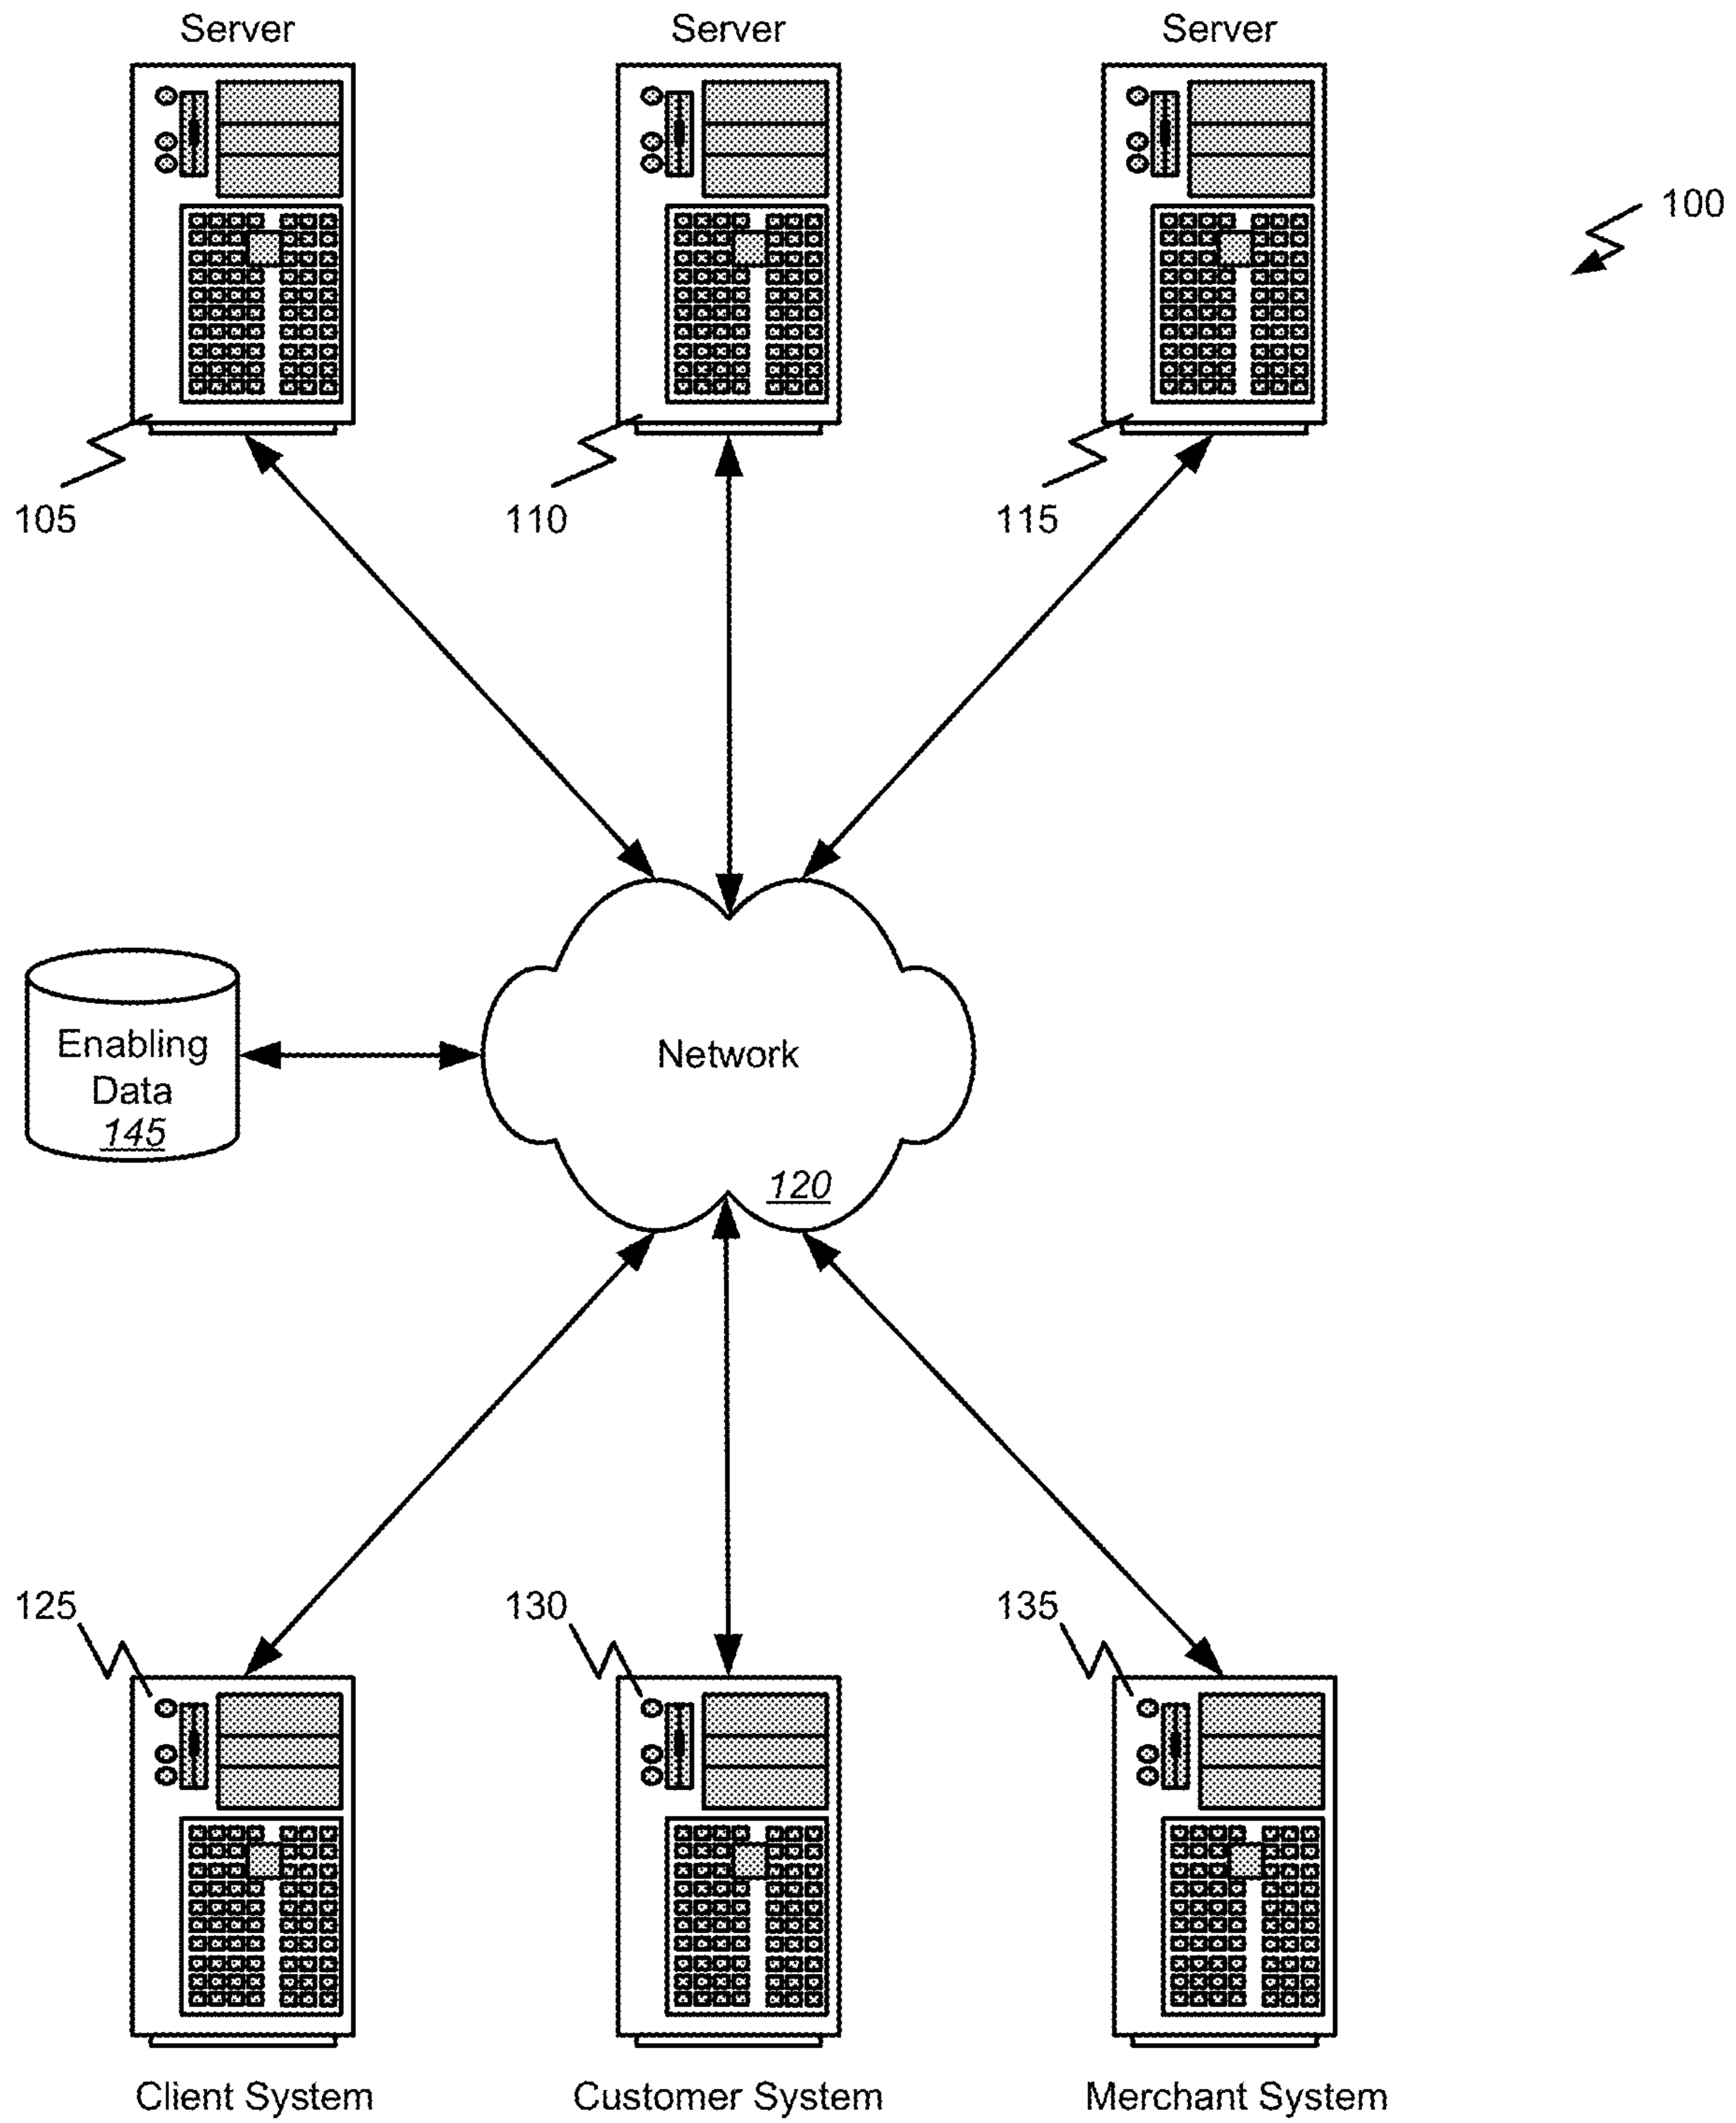 Server
Server
Server
100
105
110
115
Enabling
Data
145
Network
120
125
130
135
Client System
Customer System
Merchant System